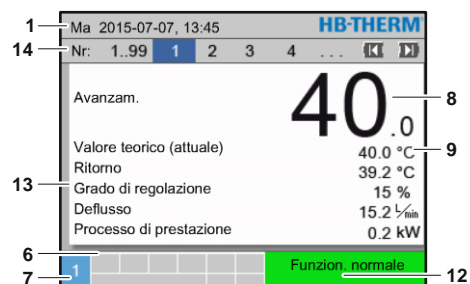 1 Ma 2015-07-07, 13:45 HB-THERM
14 Nr: 1..99 1 2 3 4 ...
Avanzam. 40.0 8
Valore teorico (attuale) 40.0 °C 9
Ritorno 39.2 °C
13 Grado di regolazione 15 %
Deflusso 15.2 L/min
Processo di prestazione 0.2 kW
6
7 1 Funzion. normale 12